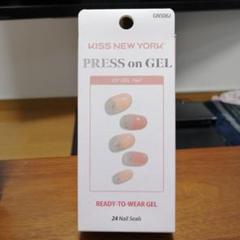 KISS NEW YORK
PRESS on GEL
READY-TO-WEAR GEL
24 Nail Seals